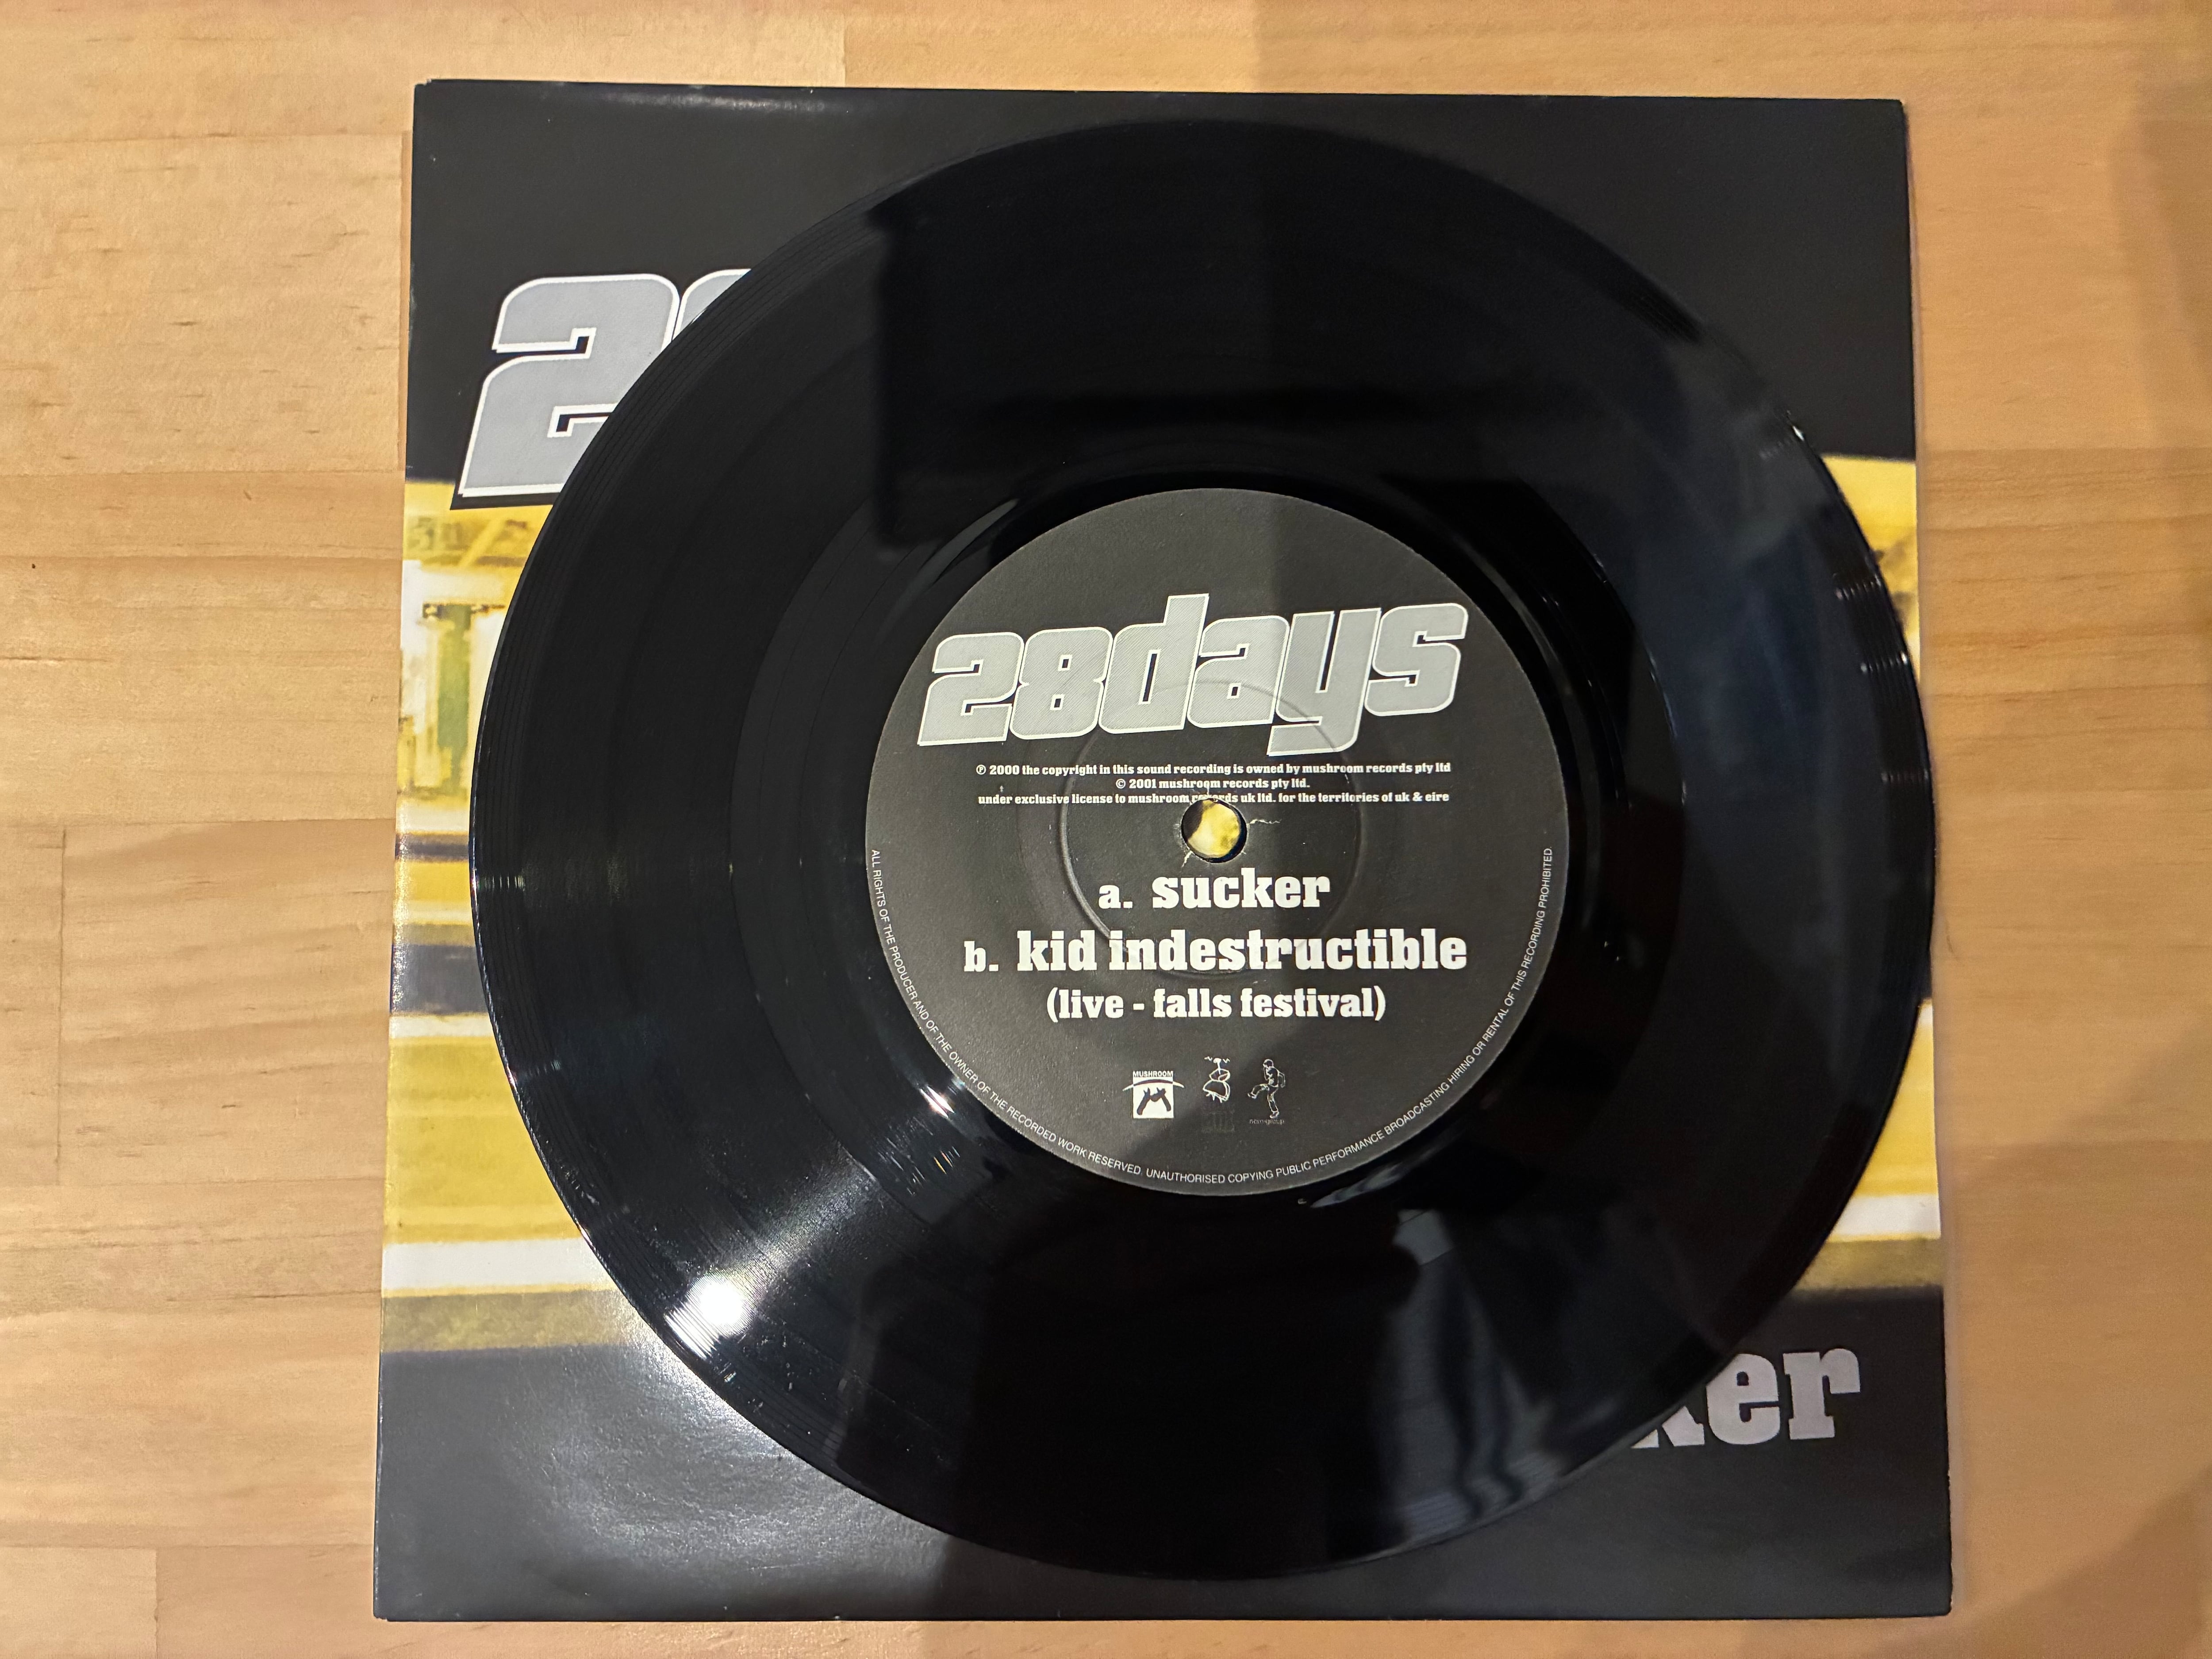 28days
℗ 2000 the copyright in this sound recording is owned by mushroom records pty ltd
© 2001 mushroom records pty ltd.
under exclusive license to mushroom records uk ltd. for the territories of uk & eire
a. sucker
b. kid indestructible
(live - falls festival)
MUSHROOM
ALL RIGHTS OF THE PRODUCER AND OF THE OWNER OF THE RECORDED WORK RESERVED. UNAUTHORISED COPYING PUBLIC PERFORMANCE BROADCASTING HIRING OR RENTAL OF THIS RECORDING PROHIBITED.
2
ker